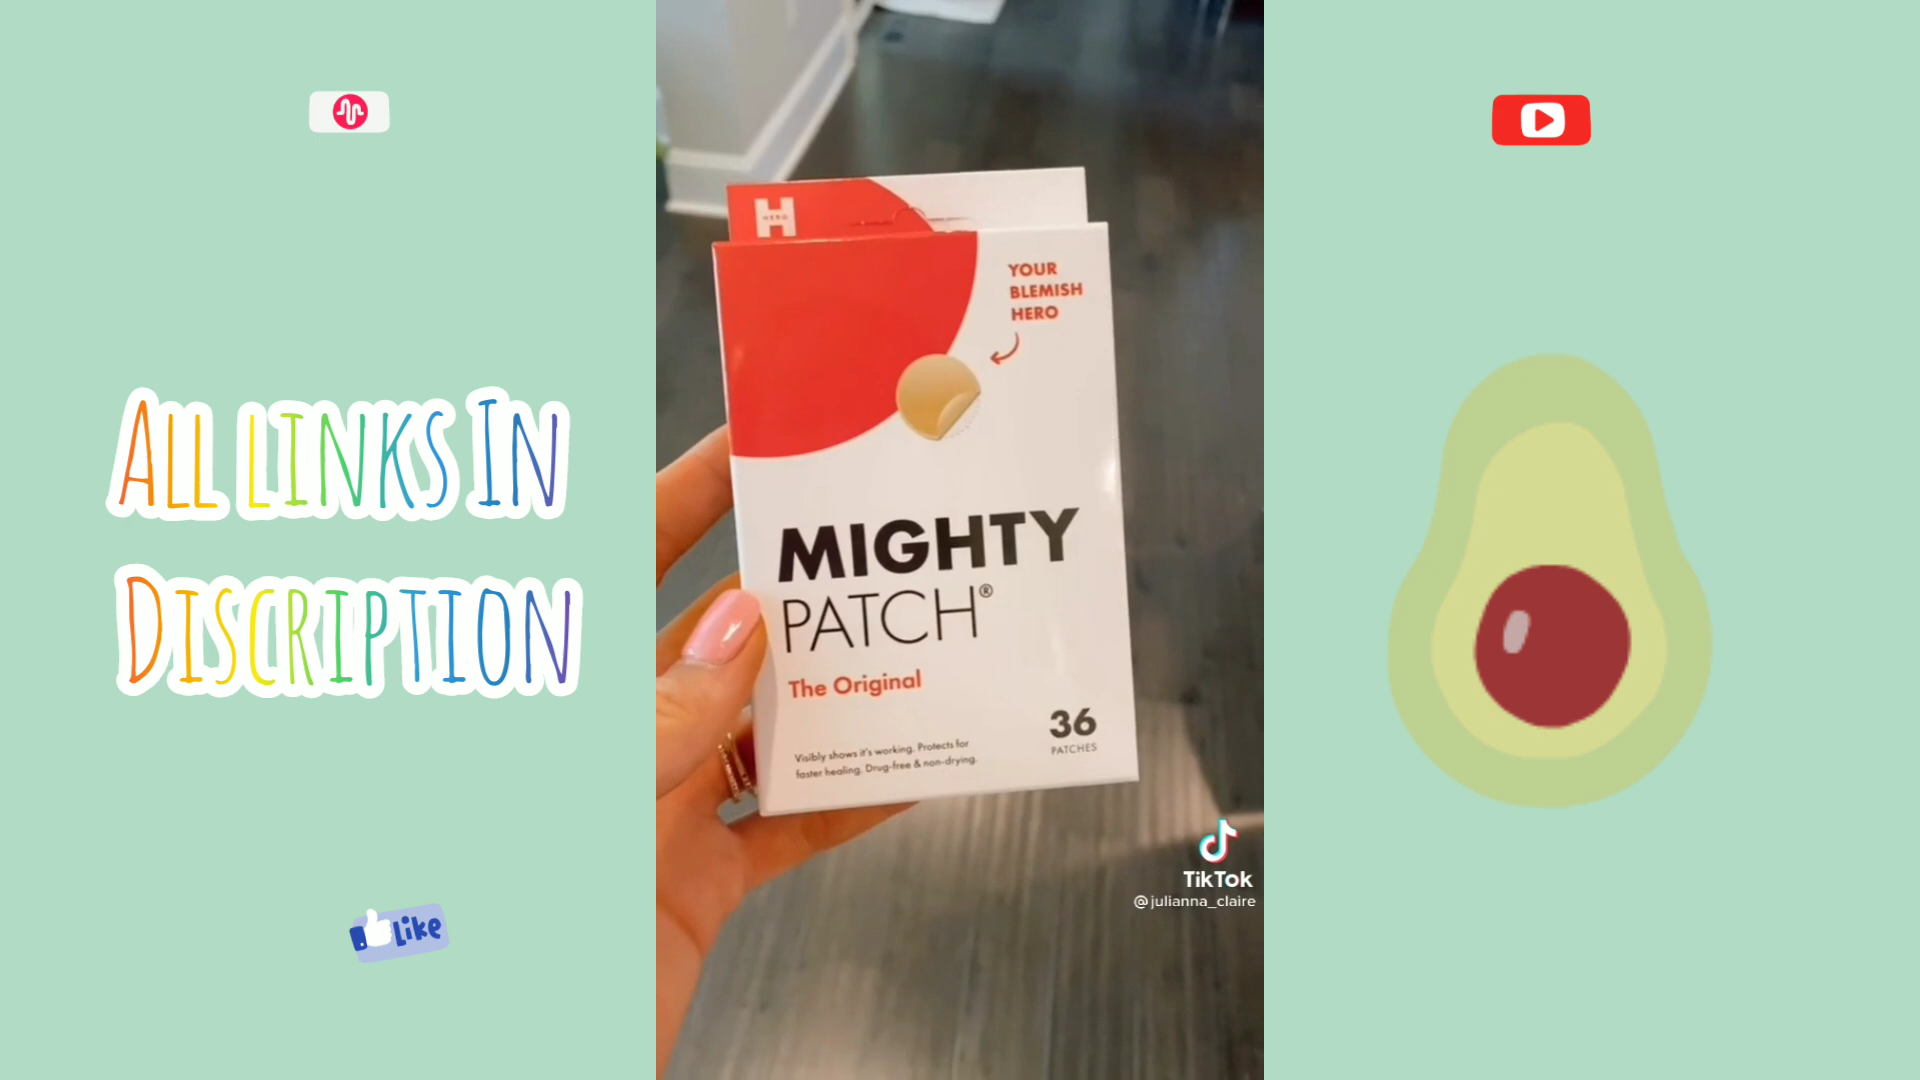 All links In
Discription
Like
H
HERO
YOUR
BLEMISH
HERO
MIGHTY
PATCH®
The Original
36
PATCHES
Visibly shows it's working. Protects for
faster healing. Drug-free & non-drying.
TikTok
@julianna_claire